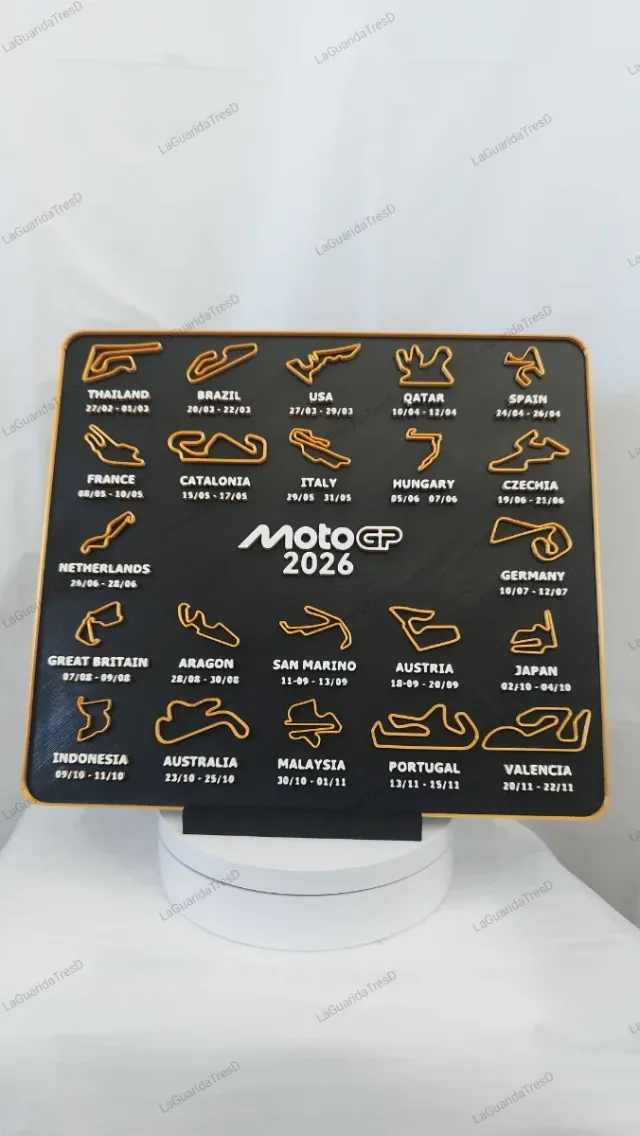 THAILAND
27/02 - 01/03
BRAZIL
20/03 - 22/03
USA
27/03 - 29/03
QATAR
10/04 - 12/04
SPAIN
24/04 - 26/04
FRANCE
08/05 - 10/05
CATALONIA
15/05 - 17/05
ITALY
29/05 31/05
HUNGARY
05/06 07/06
CZECHIA
19/06 - 21/06
NETHERLANDS
26/06 - 28/06
MotoGP
2026
GERMANY
10/07 - 12/07
GREAT BRITAIN
07/08 - 09/08
ARAGON
28/08 - 30/08
SAN MARINO
11-09 - 13/09
AUSTRIA
18-09 - 20/09
JAPAN
02/10 - 04/10
INDONESIA
09/10 - 11/10
AUSTRALIA
23/10 - 25/10
MALAYSIA
30/10 - 01/11
PORTUGAL
13/11 - 15/11
VALENCIA
20/11 - 22/11
LaGuaridaTresD